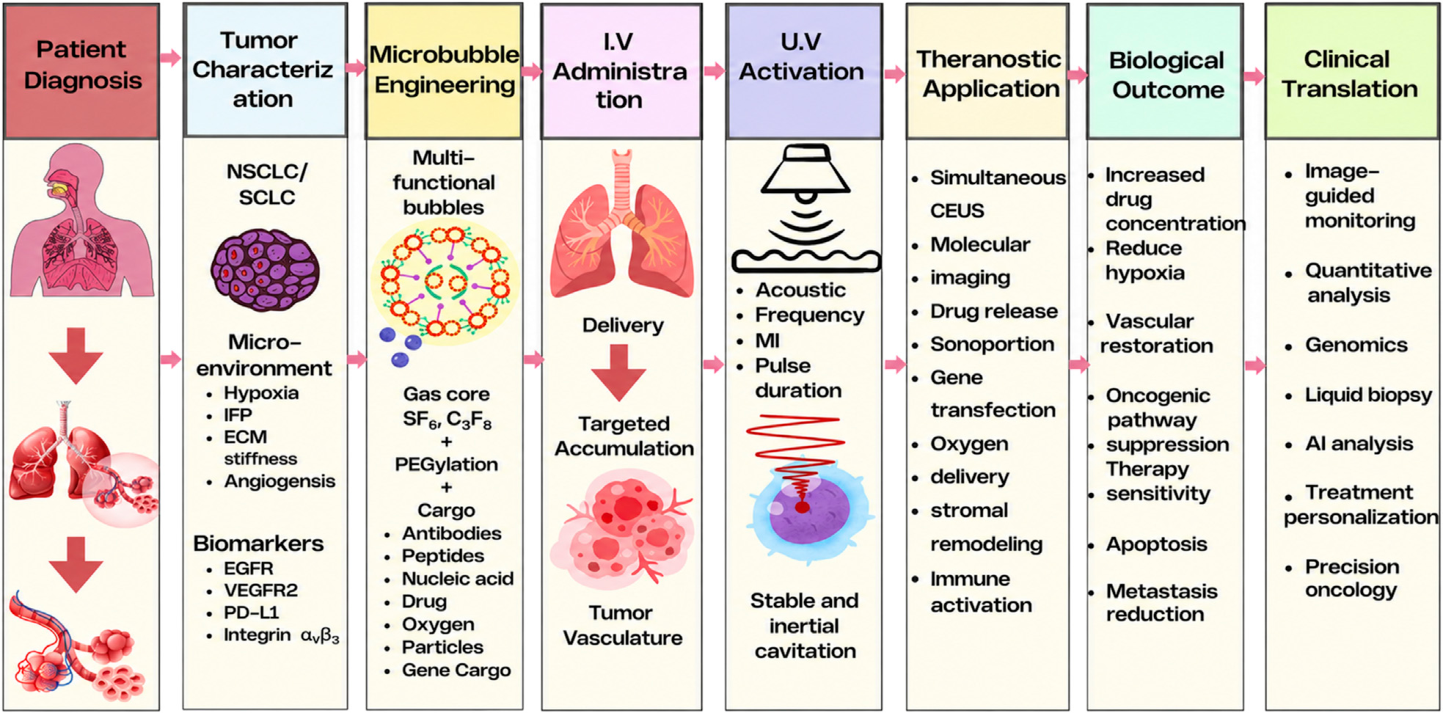 Patient
Diagnosis
Tumor
Characteriz
ation
Microbubble
Engineering
I.V
Administra
tion
U.V
Activation
Theranostic
Application
Biological
Outcome
Clinical
Translation
NSCLC/
SCLC
Micro-
environment
• Hypoxia
• IFP
• ECM
stiffness
• Angiogensis
Biomarkers
• EGFR
• VEGFR2
• PD-L1
• Integrin αᵥβ₃
Multi-
functional
bubbles
Gas core
SF₆, C₃F₈
+
PEGylation
+
Cargo
• Antibodies
• Peptides
• Nucleic acid
• Drug
• Oxygen
• Particles
• Gene Cargo
Delivery
Targeted
Accumulation
Tumor
Vasculature
• Acoustic
• Frequency
• MI
• Pulse
duration
Stable and
inertial
cavitation
• Simultaneous
CEUS
• Molecular
• imaging
• Drug release
• Sonoportion
• Gene
transfection
• Oxygen
• delivery
• stromal
remodeling
• Immune
activation
• Increased
drug
concentration
• Reduce
hypoxia
• Vascular
restoration
Oncogenic
pathway
• suppression
Therapy
• sensitivity
• Apoptosis
• Metastasis
reduction
• Image-
guided
monitoring
• Quantitative
analysis
• Genomics
• Liquid biopsy
• AI analysis
• Treatment
personalization
• Precision
oncology